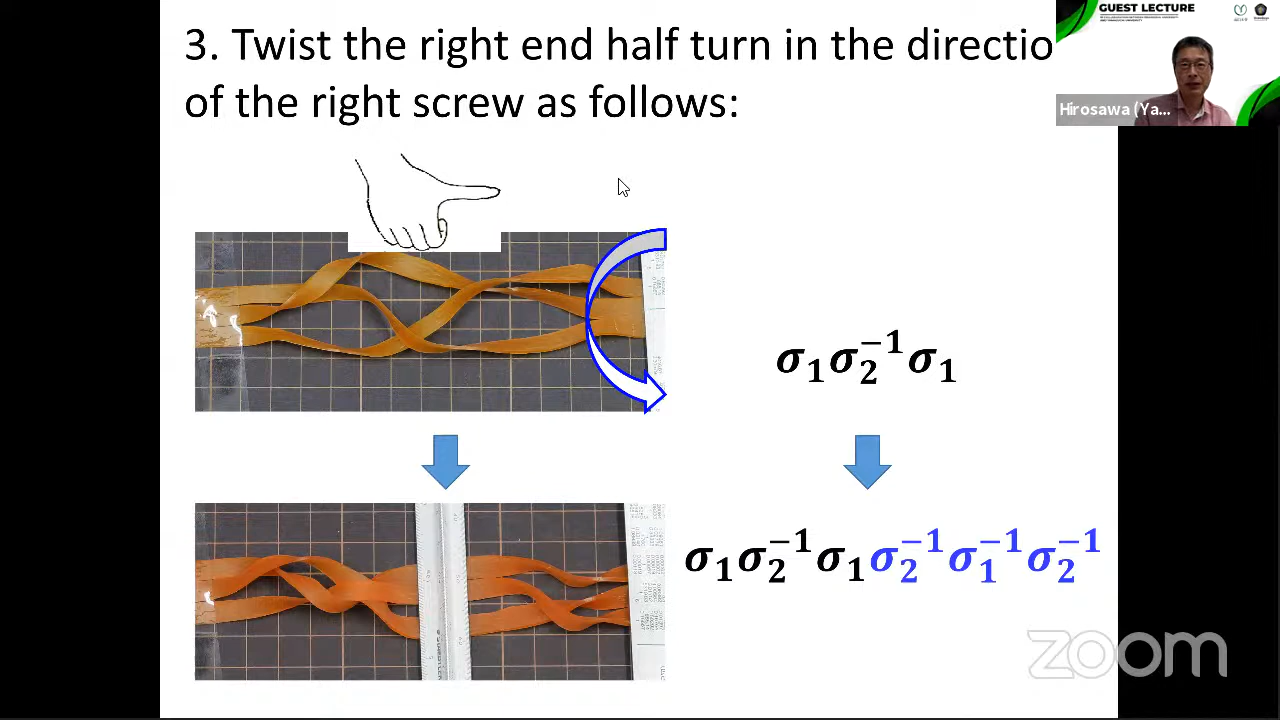 GUEST LECTURE
3. Twist the right end half turn in the directio
of the right screw as follows:
Hirosawa (Ya...
σ₁σ₂⁻¹σ₁
σ₁σ₂⁻¹σ₁σ₂⁻¹σ₁⁻¹σ₂⁻¹
zoom